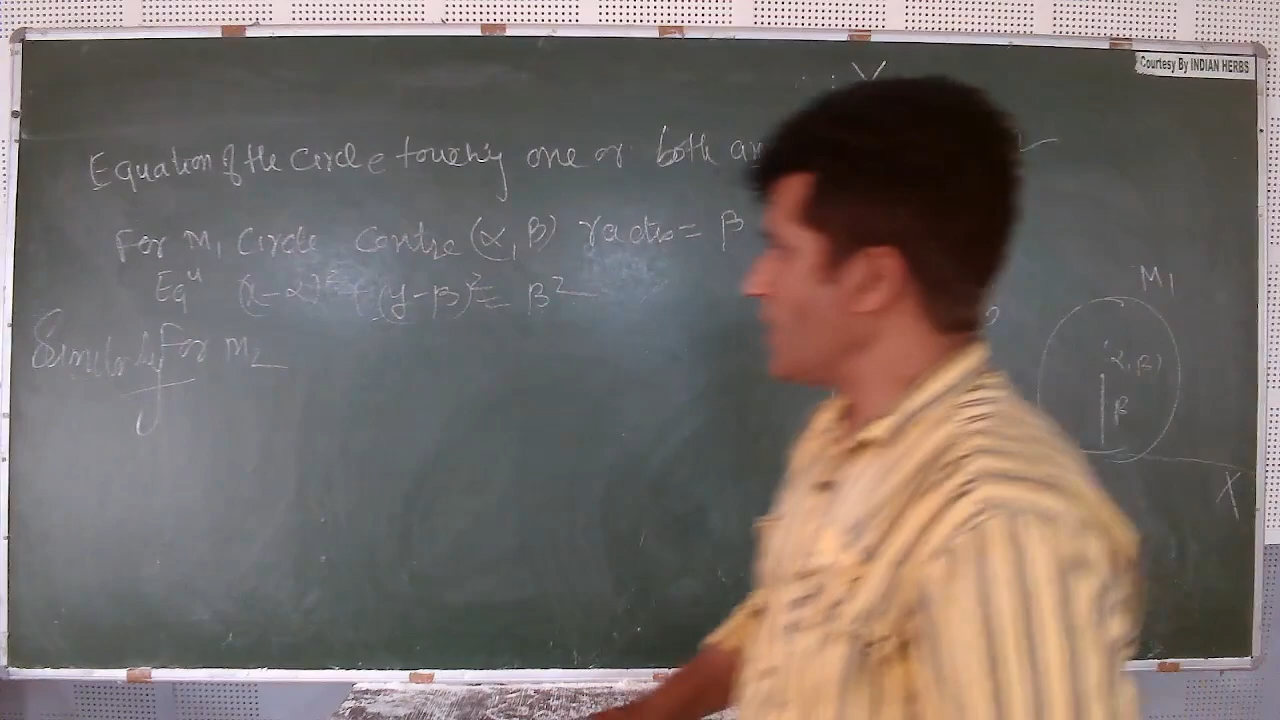 Courtesy By INDIAN HERBS
Y
Equation of the Circle touching one or both
For M1 Circle Centre (α, β) radius = β
Eqn (x-α)² + (y-β)² = β²
Similarly for M2
M1
(α, β)
β
X